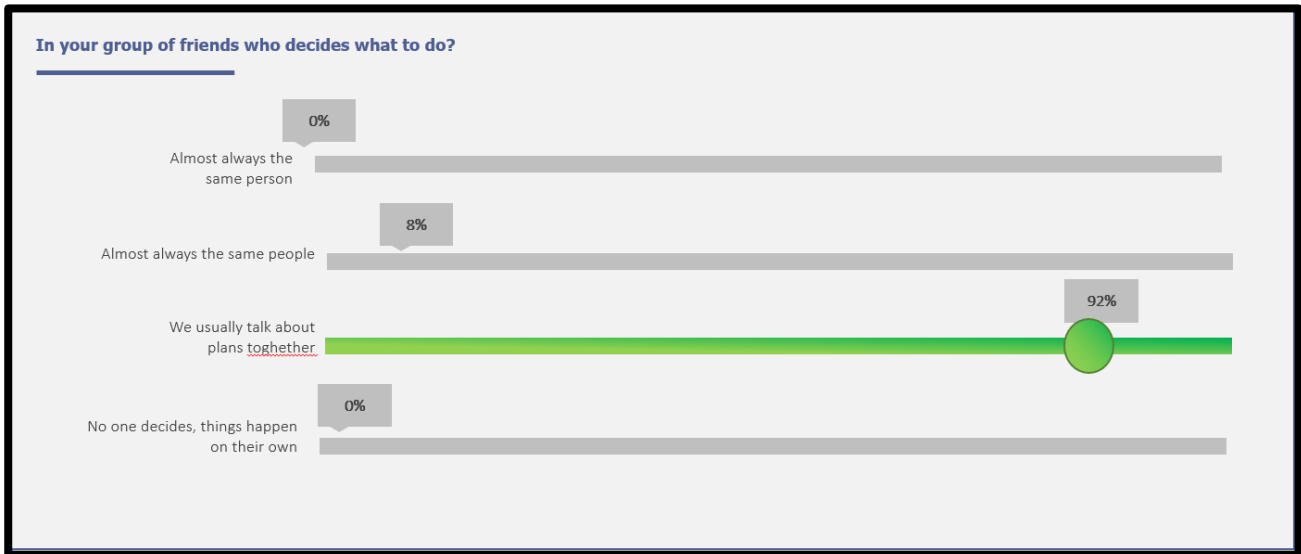 In your group of friends who decides what to do?
0%
Almost always the
same person
8%
Almost always the same people
92%
We usually talk about
plans toghether
0%
No one decides, things happen
on their own